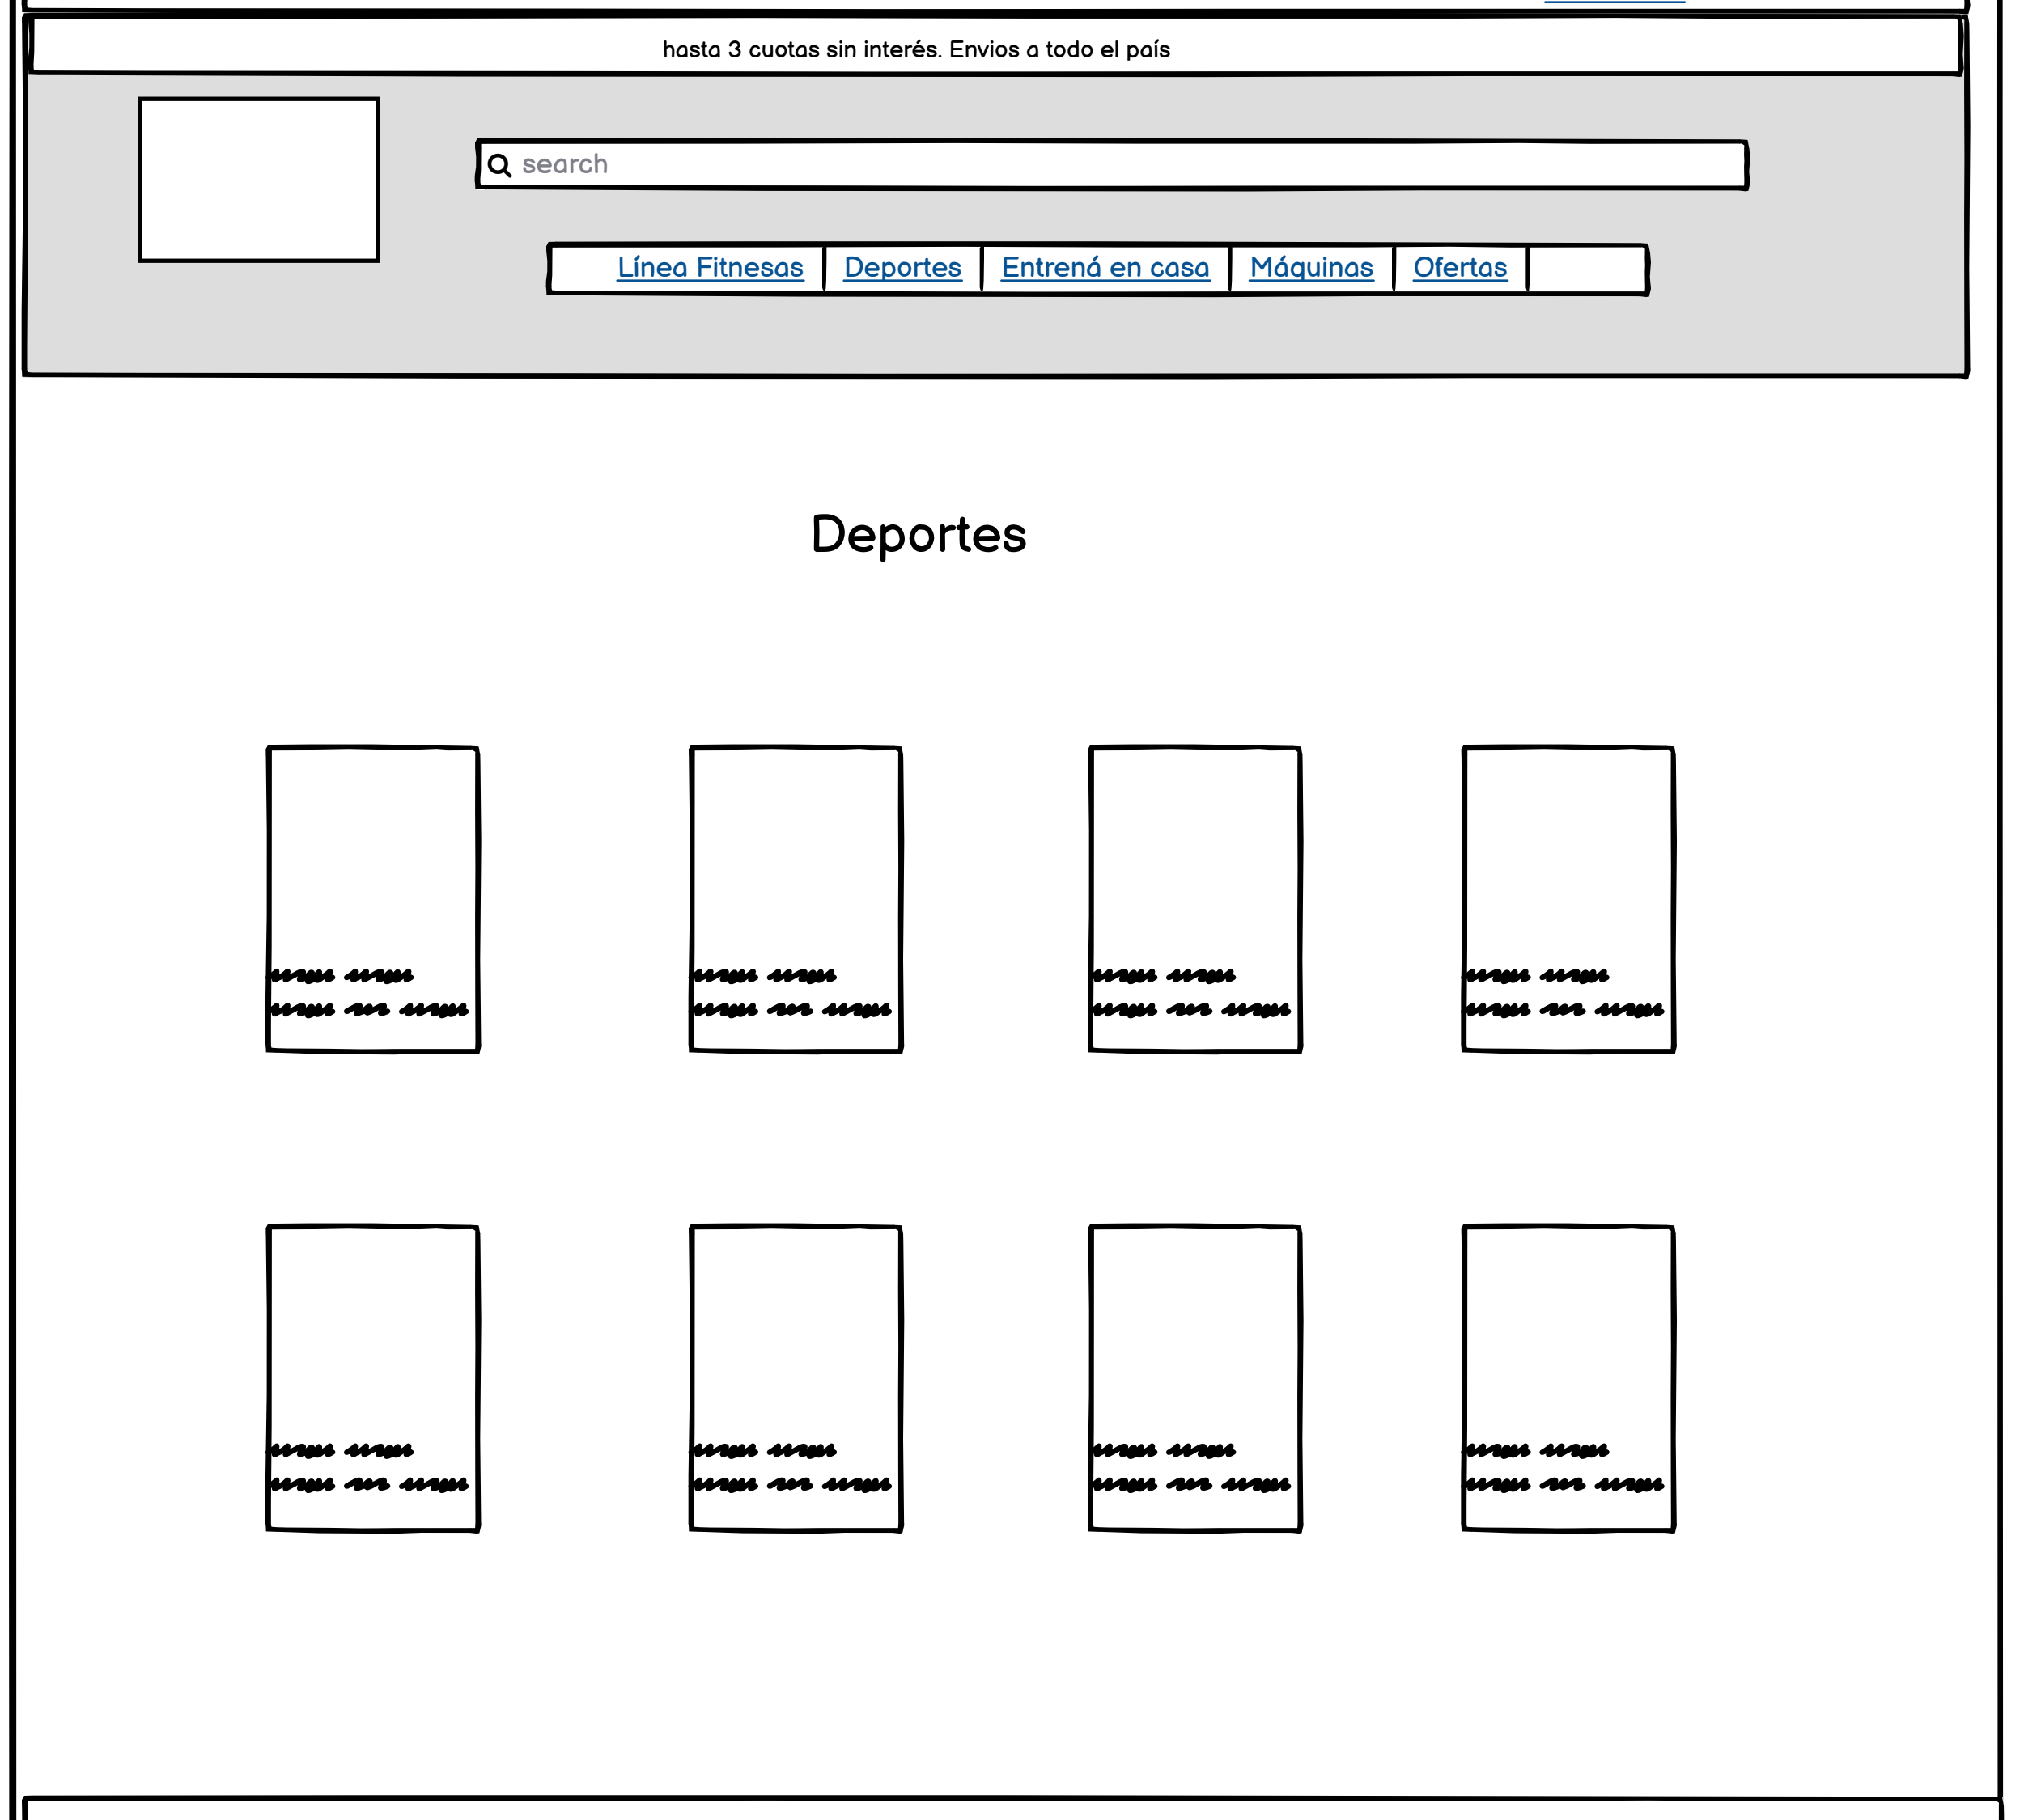 hasta 3 cuotas sin interés. Envios a todo el país
search
Línea Fitnesas Deportes Entrená en casa Máquinas Ofertas
Deportes